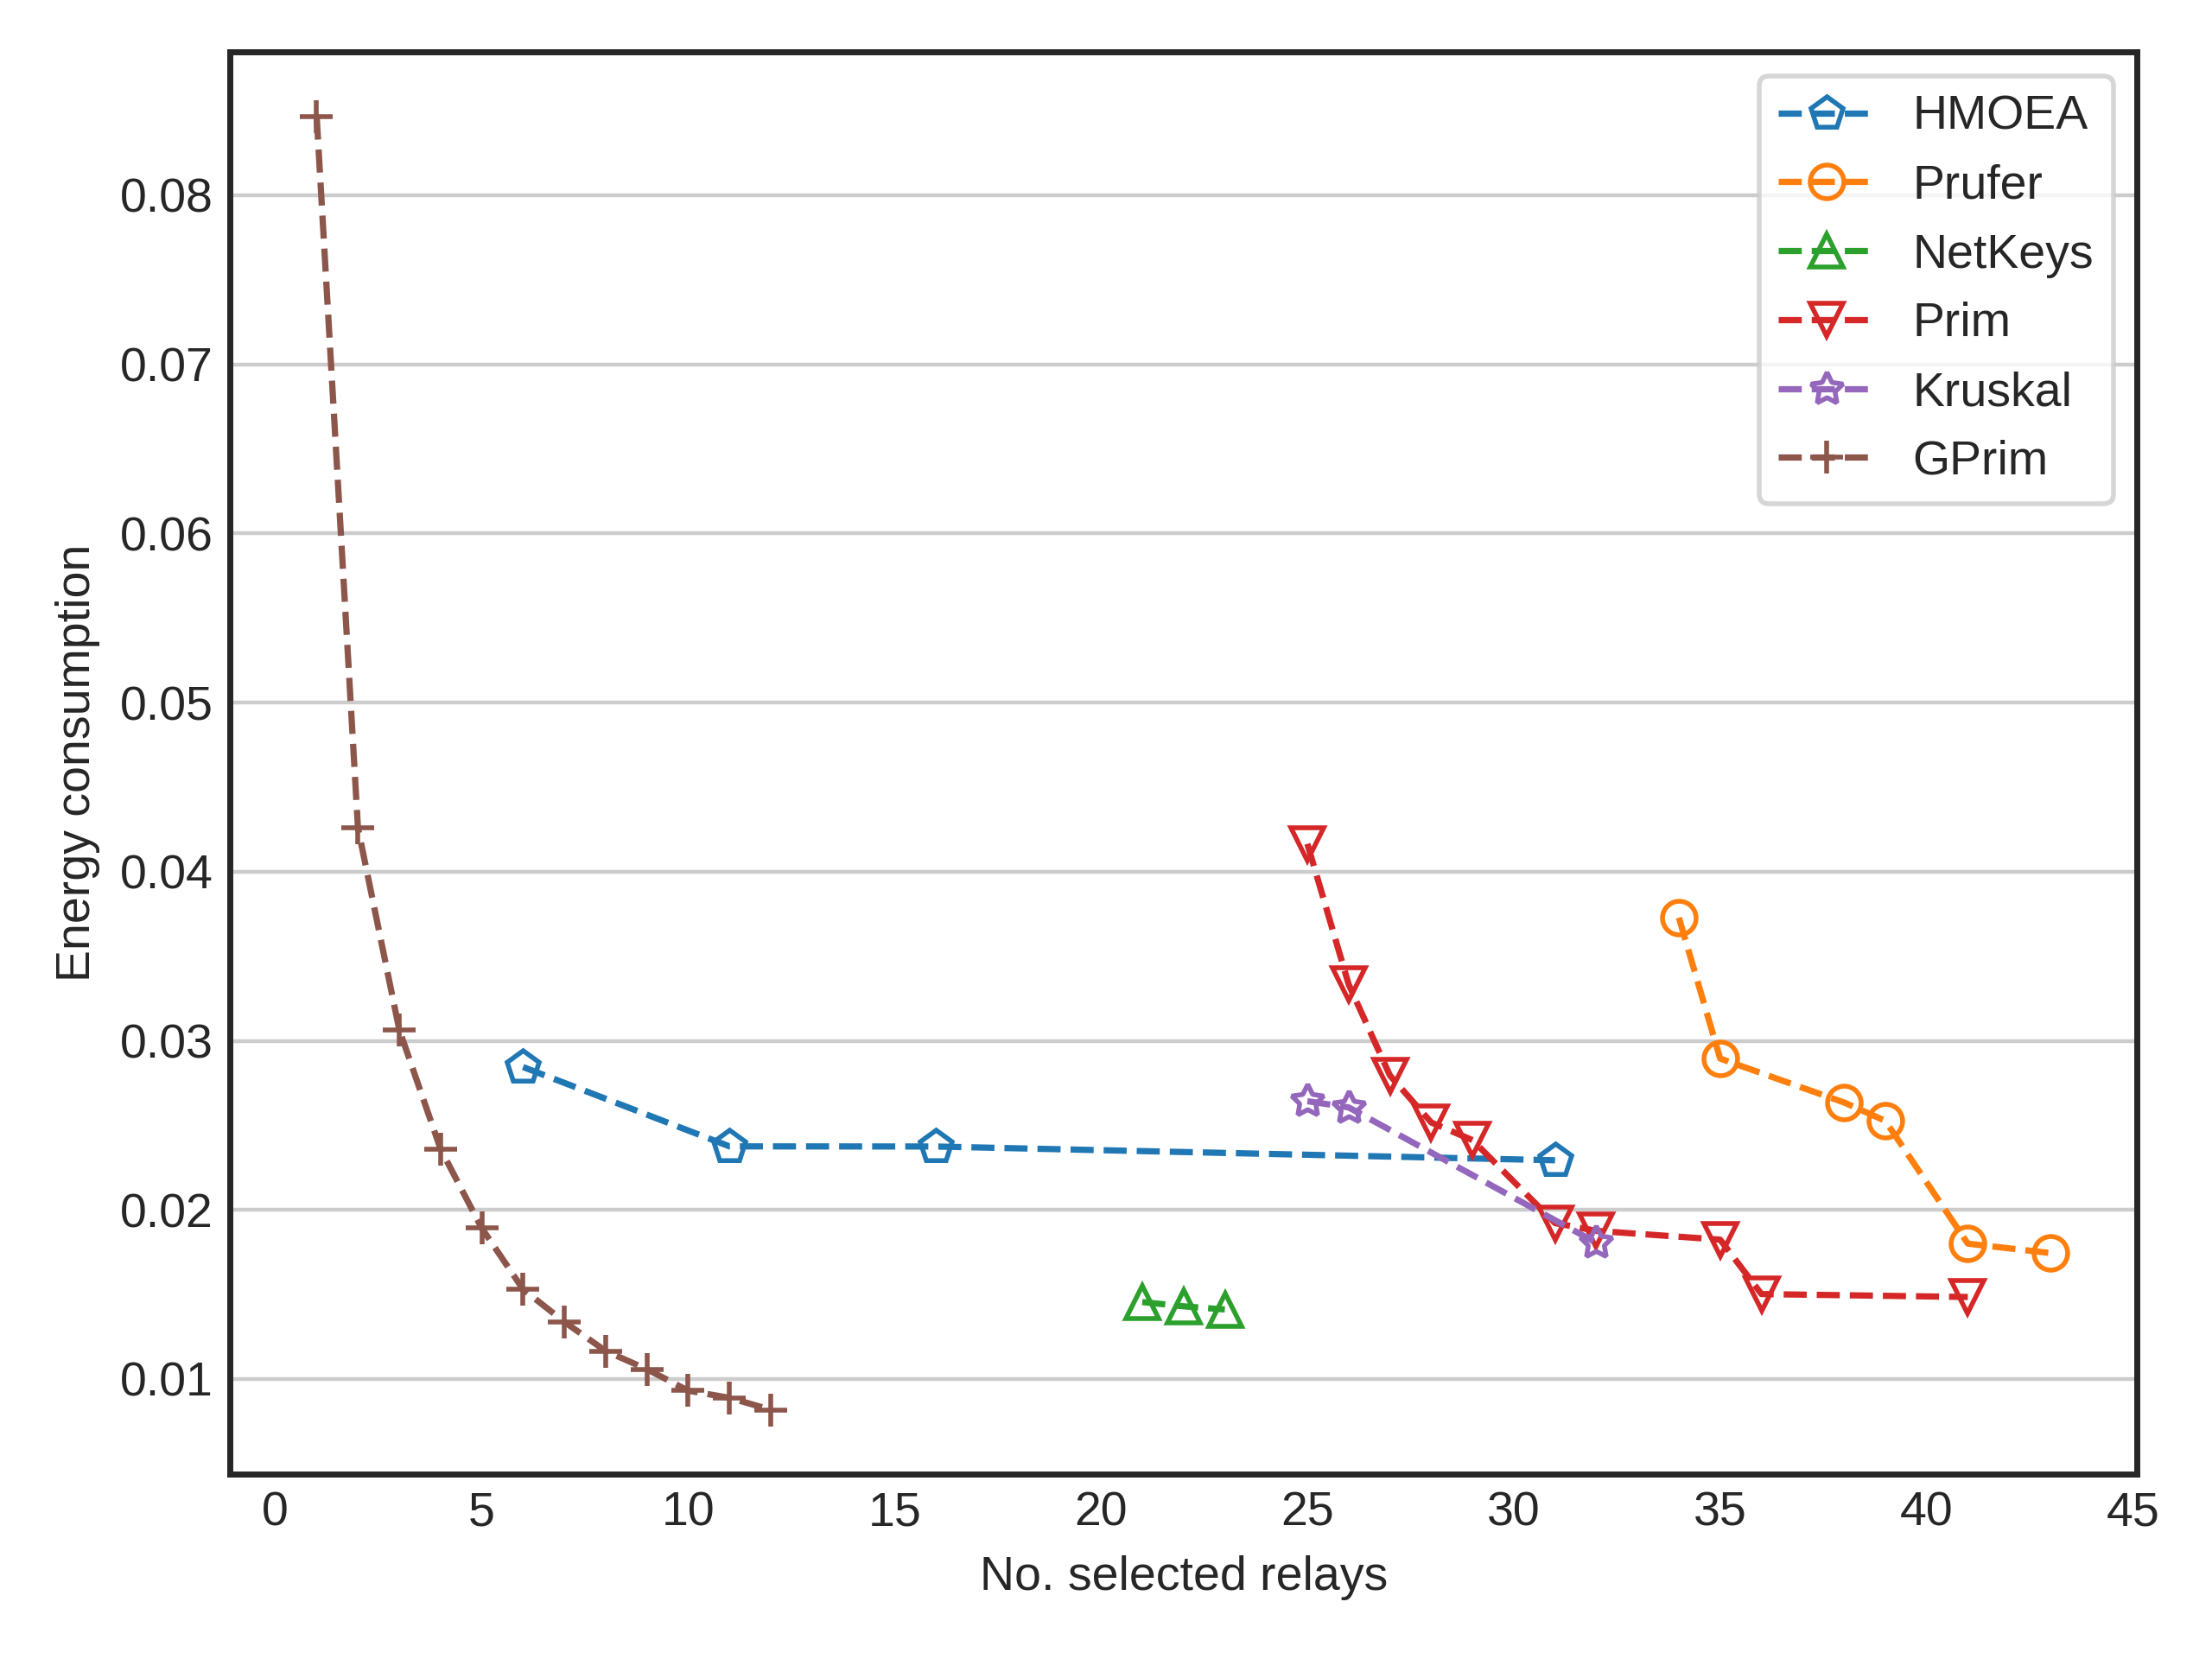 HMOEA
Prufer
NetKeys
Prim
Kruskal
GPrim
Energy consumption
0.08
0.07
0.06
0.05
0.04
0.03
0.02
0.01
0 5 10 15 20 25 30 35 40 45
No. selected relays